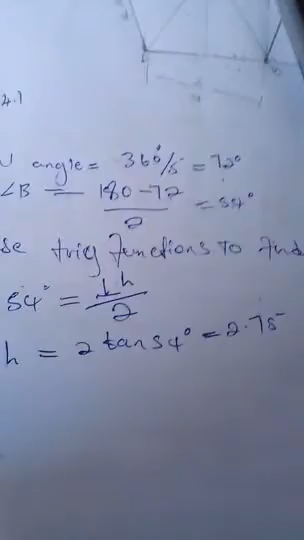 4.1
angle = 360°/5 = 72°
∠B = 180-72/2 = 54°
se trig functions to find
54° = h/2
h = 2 tan 54° = 2.75